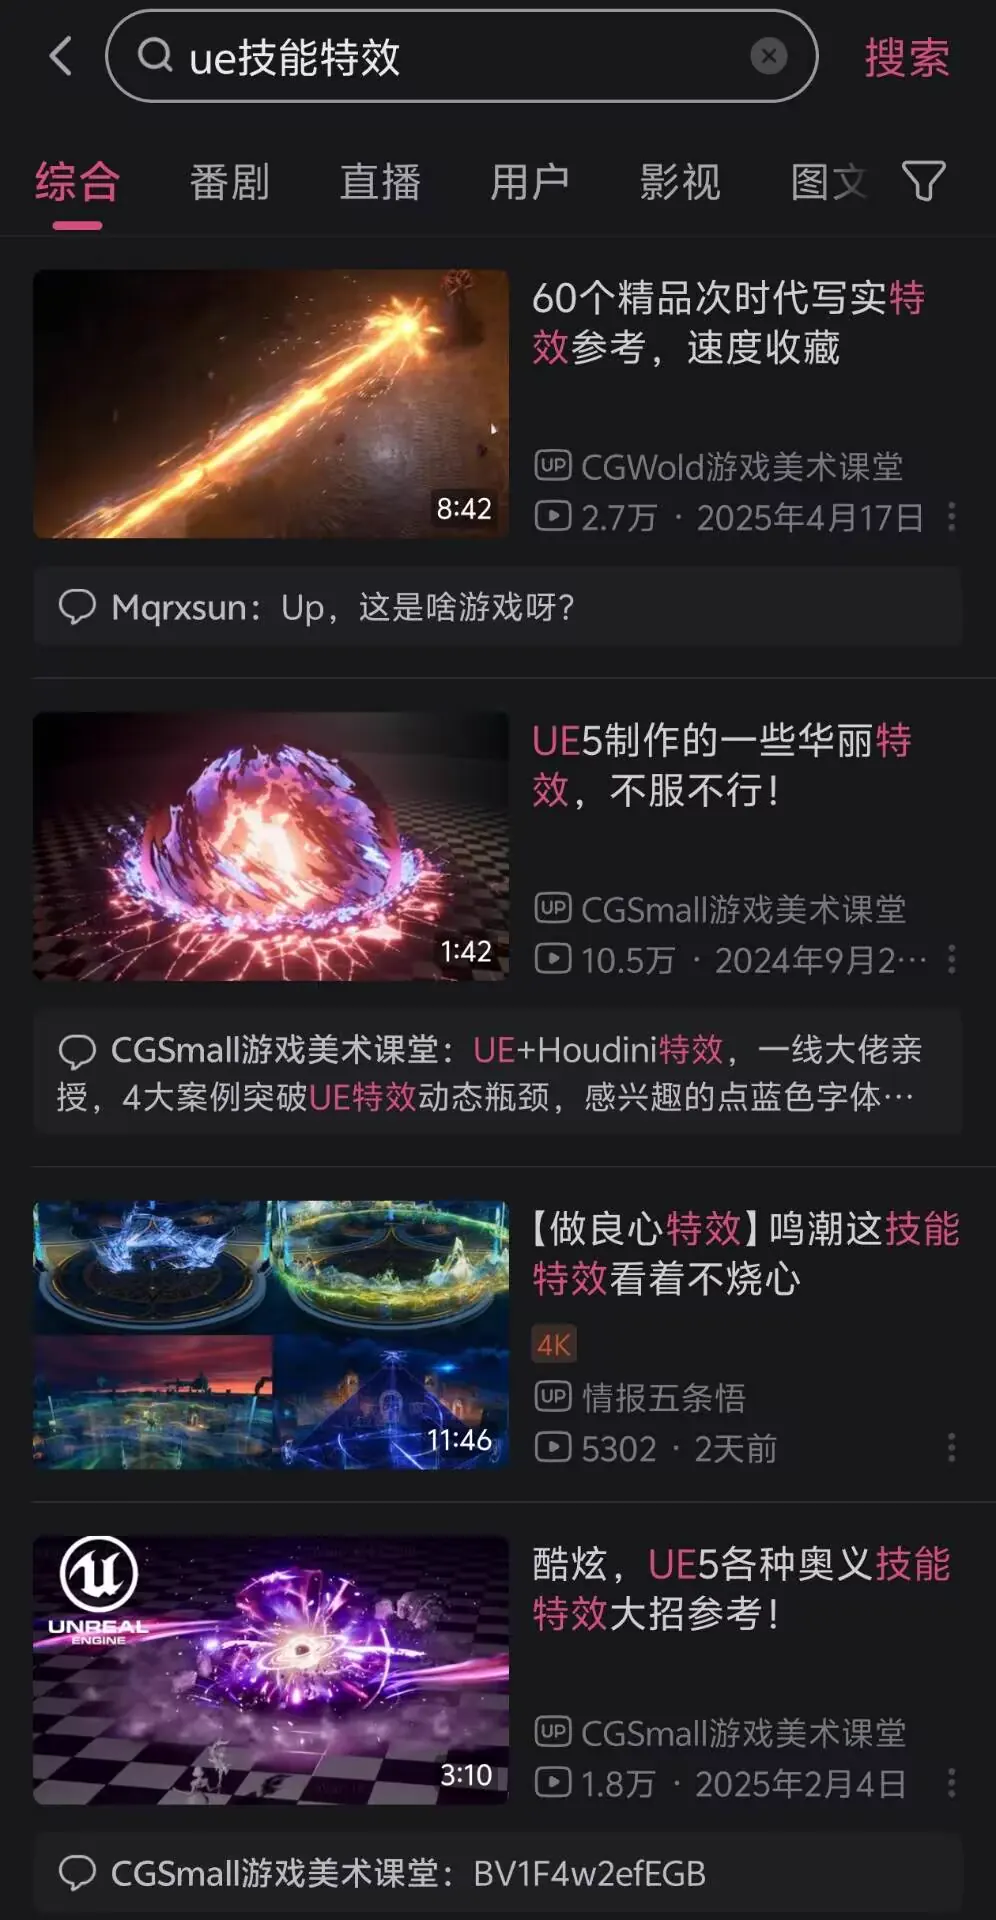 ue技能特效
搜索
综合 番剧 直播 用户 影视 图文
60个精品次时代写实特
效参考，速度收藏
8:42
UP CGWold游戏美术课堂
2.7万 · 2025年4月17日
Mqrxsun：Up，这是啥游戏呀？
UE5制作的一些华丽特
效，不服不行！
1:42
UP CGSmall游戏美术课堂
10.5万 · 2024年9月2…
CGSmall游戏美术课堂：UE+Houdini特效，一线大佬亲
授，4大案例突破UE特效动态瓶颈，感兴趣的点蓝色字体…
【做良心特效】鸣潮这技能
特效看着不烧心
4K
11:46
UP 情报五条悟
5302 · 2天前
UNREAL
ENGINE
酷炫，UE5各种奥义技能
特效大招参考！
3:10
UP CGSmall游戏美术课堂
1.8万 · 2025年2月4日
CGSmall游戏美术课堂：BV1F4w2efEGB